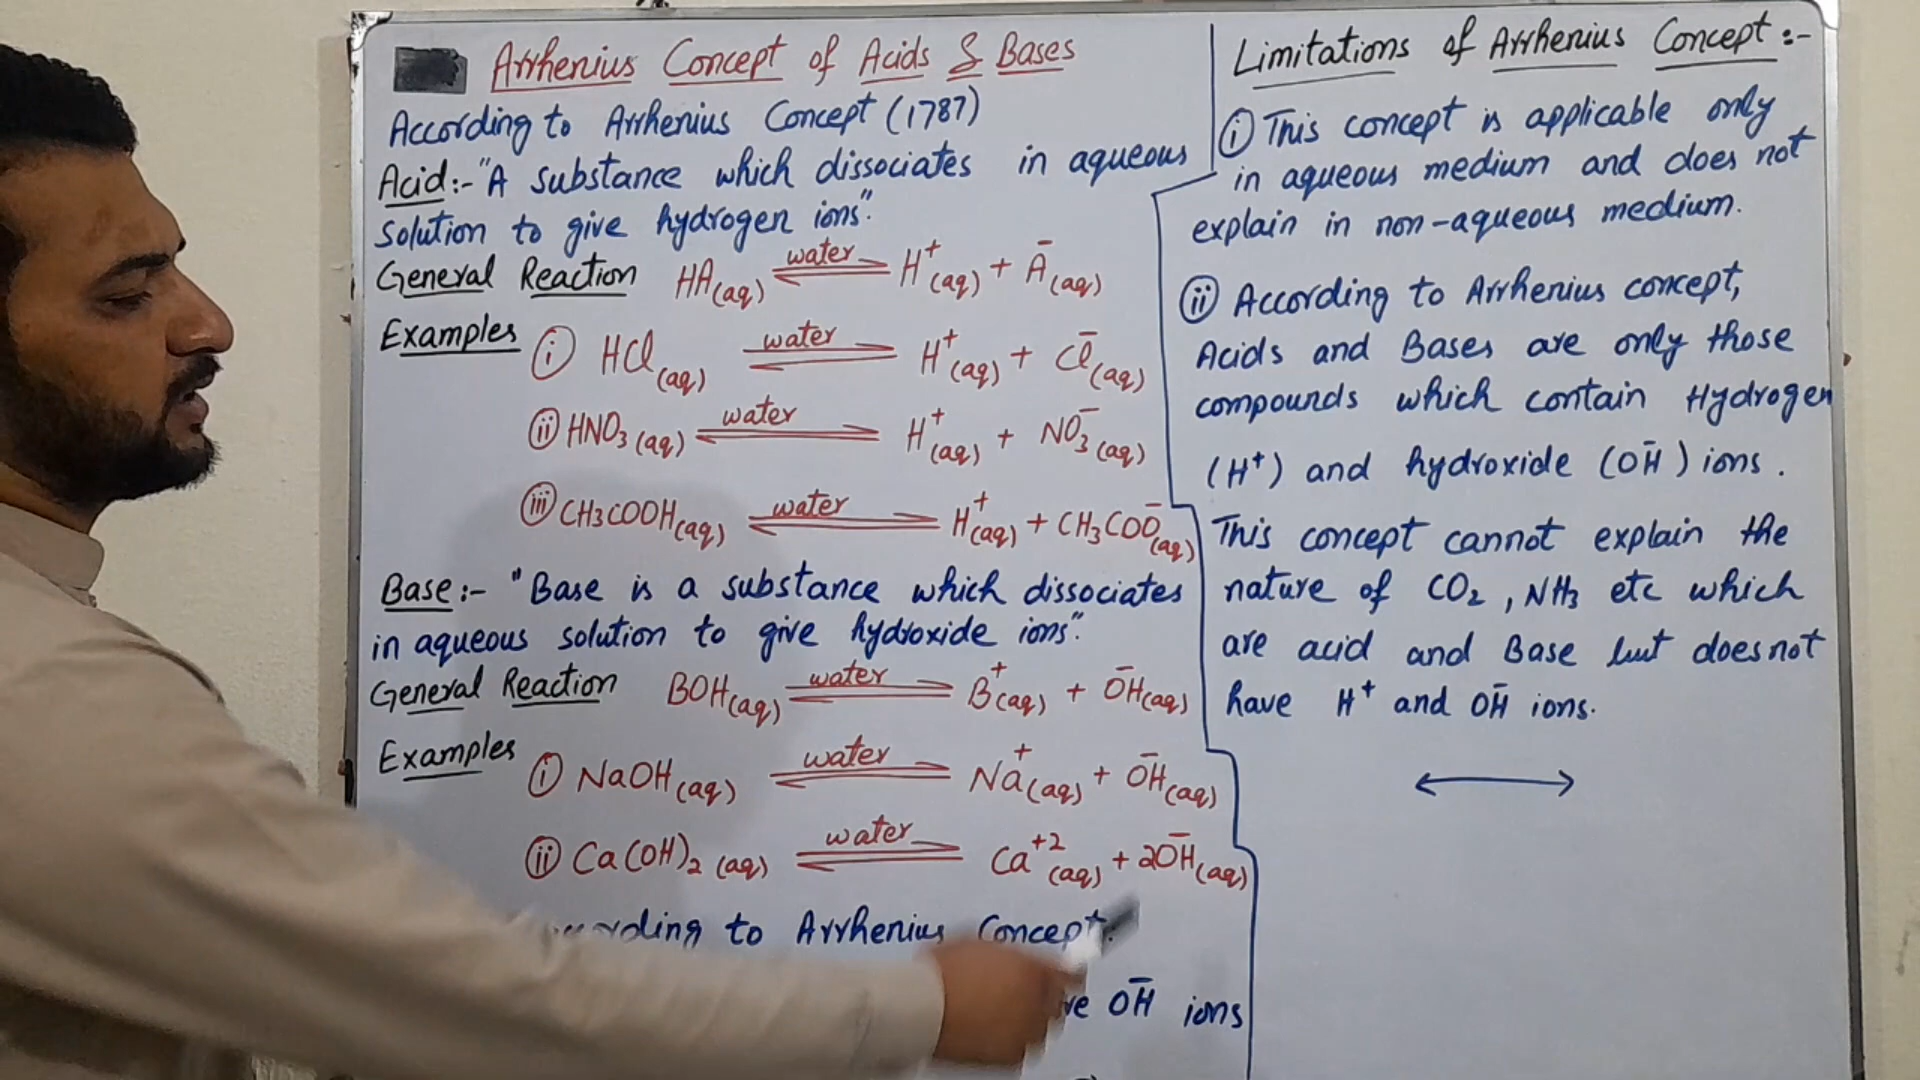 Arrhenius Concept of Acids & Bases
According to Arrhenius Concept (1787)
Acid:- "A substance which dissociates in aqueous
solution to give hydrogen ions".
General Reaction HA(aq) ⇌ water H⁺(aq) + A⁻(aq)
Examples (i) HCl(aq) ⇌ water H⁺(aq) + Cl⁻(aq)
(ii) HNO₃(aq) ⇌ water H⁺(aq) + NO₃⁻(aq)
(iii) CH₃COOH(aq) ⇌ water H⁺(aq) + CH₃COO⁻(aq)
Base:- "Base is a substance which dissociates
in aqueous solution to give hydroxide ions".
General Reaction BOH(aq) ⇌ water B⁺(aq) + OH⁻(aq)
Examples (i) NaOH(aq) ⇌ water Na⁺(aq) + OH⁻(aq)
(ii) Ca(OH)₂(aq) ⇌ water Ca⁺²(aq) + 2OH⁻(aq)
to Arrhenius Concept.
OH⁻ ions
Limitations of Arrhenius Concept:-
(i) This concept is applicable only
in aqueous medium and does not
explain in non-aqueous medium.
(ii) According to Arrhenius concept,
Acids and Bases are only those
compounds which contain Hydrogen
(H⁺) and hydroxide (OH⁻) ions.
This concept cannot explain the
nature of CO₂, NH₃ etc which
are acid and Base but does not
have H⁺ and OH⁻ ions.